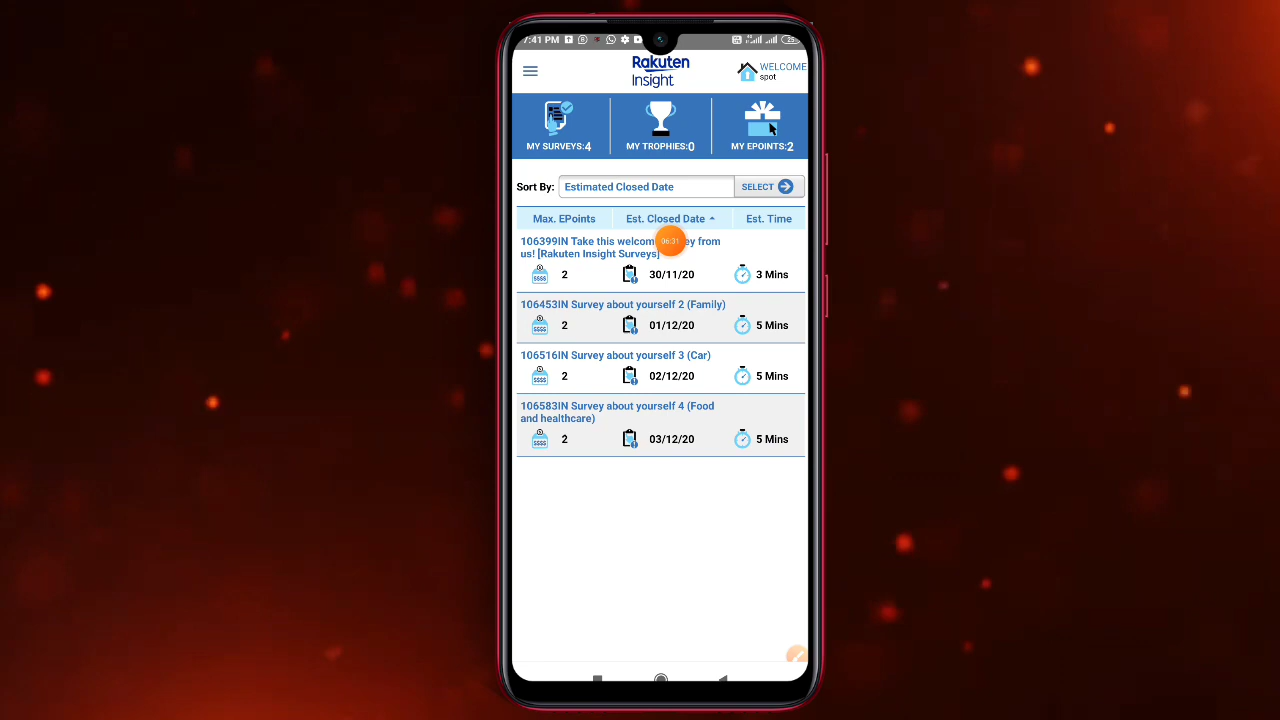 7:41 PM
Rakuten
Insight
WELCOME
spot
MY SURVEYS:4
MY TROPHIES:0
MY EPOINTS:2
Sort By:
Estimated Closed Date
SELECT
Max. EPoints
Est. Closed Date
Est. Time
106399IN Take this from
06:31
us! [Rakuten Insight Surveys]
2
30/11/20
3 Mins
106453IN Survey about yourself 2 (Family)
2
01/12/20
5 Mins
106516IN Survey about yourself 3 (Car)
2
02/12/20
5 Mins
106583IN Survey about yourself 4 (Food
and healthcare)
2
03/12/20
5 Mins